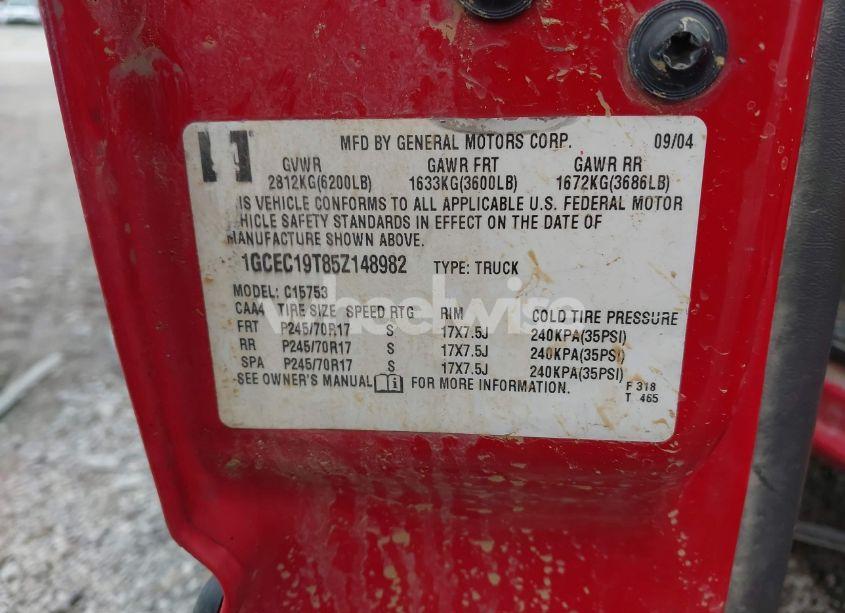 MFD BY GENERAL MOTORS CORP. 09/04
GVWR GAWR FRT GAWR RR
2812KG(6200LB) 1633KG(3600LB) 1672KG(3686LB)
IS VEHICLE CONFORMS TO ALL APPLICABLE U.S. FEDERAL MOTOR
HICLE SAFETY STANDARDS IN EFFECT ON THE DATE OF
MANUFACTURE SHOWN ABOVE.
1GCEC19T85Z148982 TYPE: TRUCK
MODEL: C15753
CAA4 TIRE SIZE SPEED RTG RIM COLD TIRE PRESSURE
FRT P245/70R17 S 17X7.5J 240KPA(35PSI)
RR P245/70R17 S 17X7.5J 240KPA(35PSI)
SPA P245/70R17 S 17X7.5J 240KPA(35PSI)
SEE OWNER'S MANUAL FOR MORE INFORMATION.
F 318
T 465
wheelwise